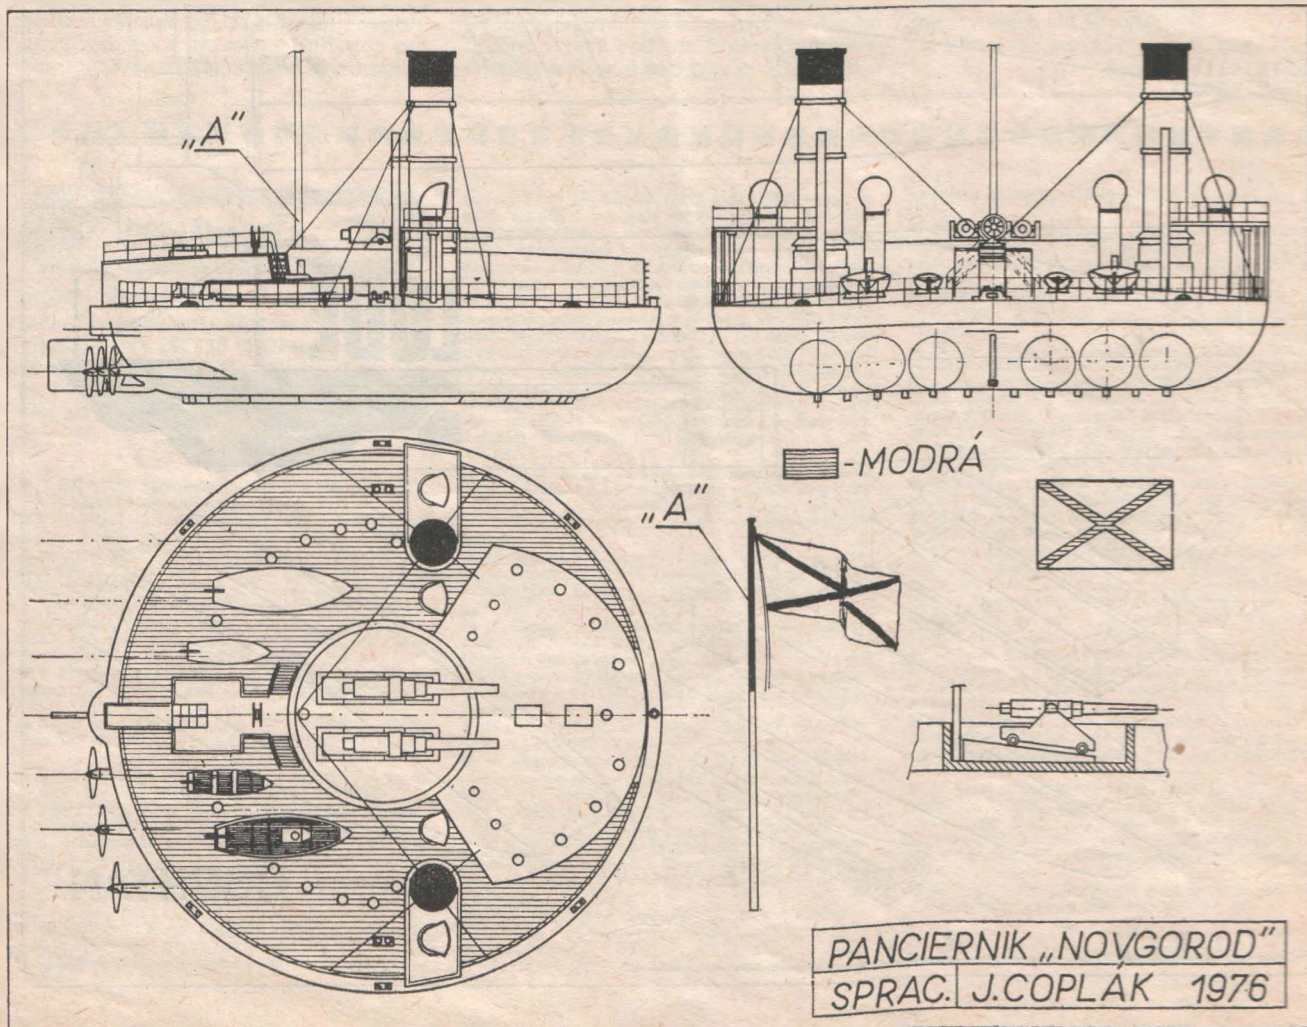 „A“
-MODRÁ
„A“
PANCIERNIK „NOVGOROD“
SPRAC. J.COPLÁK 1976